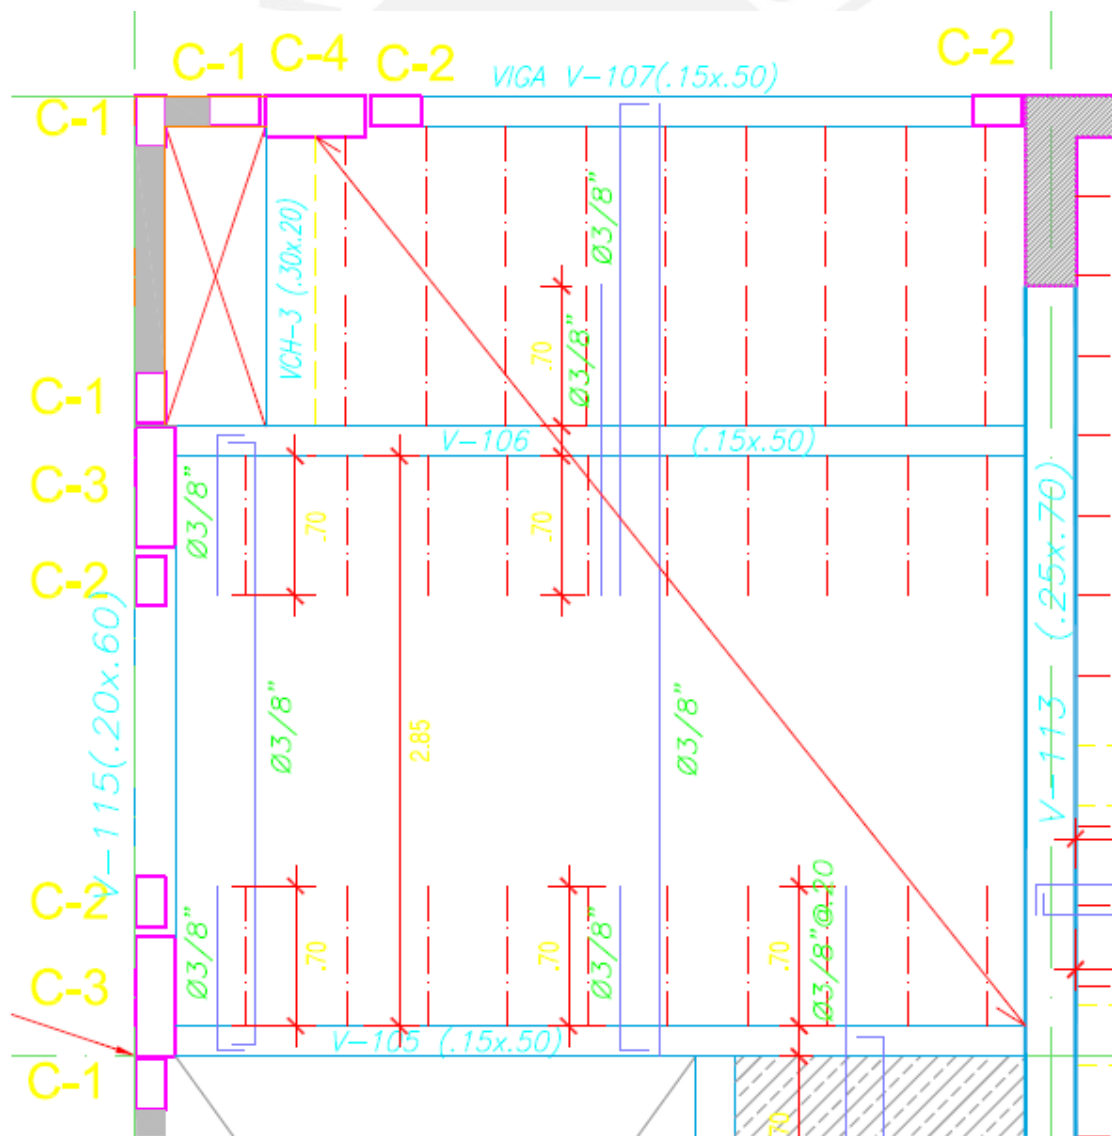 C-1
C-4
C-2
C-2
VIGA V-107(.15x.50)
C-1
Ø3/8"
VCH-3 (.30x.20)
.70
Ø3/8"
C-1
V-106 (.15x.50)
C-3
Ø3/8"
.70
.70
V-113 (.25x.70)
C-2
V-115(.20x.60)
Ø3/8"
2.85
Ø3/8"
C-2
Ø3/8"
.70
.70
Ø3/8"
.70
Ø3/8"@.20
C-3
V-105 (.15x.50)
C-1
.70